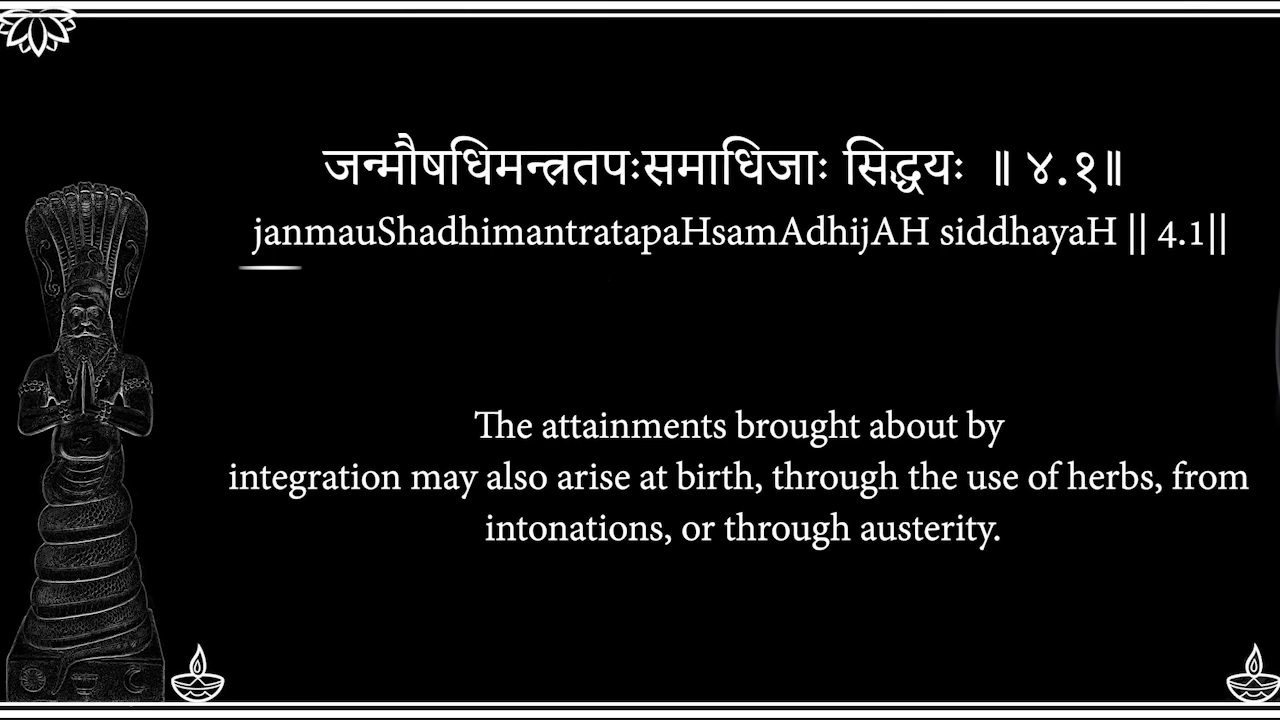 जन्मौषधिमन्त्रतपःसमाधिजाः सिद्धयः ॥ ४.१॥
janmauShadhimantratapaHsamAdhijAH siddhayaH || 4.1||
The attainments brought about by
integration may also arise at birth, through the use of herbs, from
intonations, or through austerity.